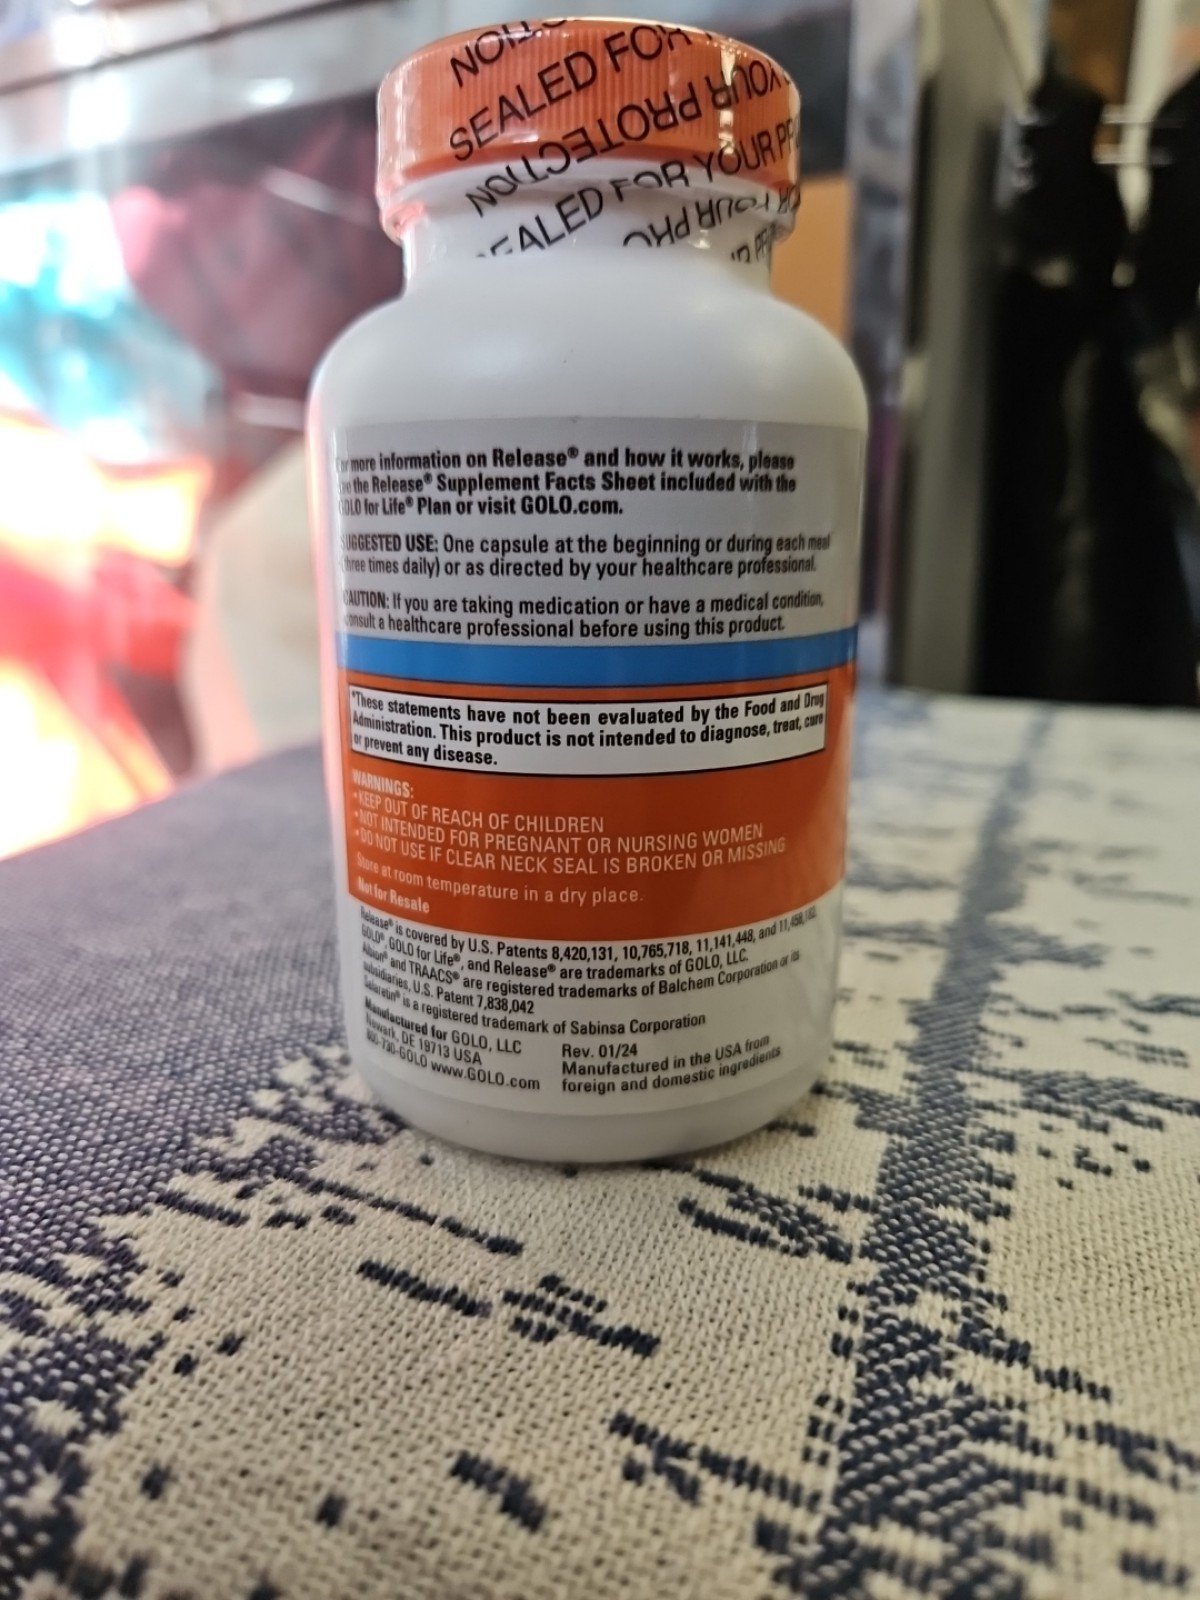 SEALED FOR
YOUR PROTECTION
SEALED FOR YOUR
more information on Release® and how it works, please
the Release® Supplement Facts Sheet included with the
GOLO for Life® Plan or visit GOLO.com.
SUGGESTED USE: One capsule at the beginning or during each meal
(three times daily) or as directed by your healthcare professional.
CAUTION: If you are taking medication or have a medical condition,
consult a healthcare professional before using this product.
*These statements have not been evaluated by the Food and Drug
Administration. This product is not intended to diagnose, treat, cure
or prevent any disease.
WARNINGS:
•KEEP OUT OF REACH OF CHILDREN
•NOT INTENDED FOR PREGNANT OR NURSING WOMEN
•DO NOT USE IF CLEAR NECK SEAL IS BROKEN OR MISSING
Store at room temperature in a dry place.
Not for Resale
Release® is covered by U.S. Patents 8,420,131, 10,765,718, 11,141,448, and
GOLO®, GOLO for Life®, and Release® are trademarks of GOLO, LLC.
Albion® and TRAACS® are registered trademarks of Balchem Corporation or its
subsidiaries, U.S. Patent 7,838,042
Salaretin® is a registered trademark of Sabinsa Corporation
Manufactured for GOLO, LLC
Newark, DE 19713 USA
800-730-GOLO www.GOLO.com
Rev. 01/24
Manufactured in the USA from
foreign and domestic ingredients